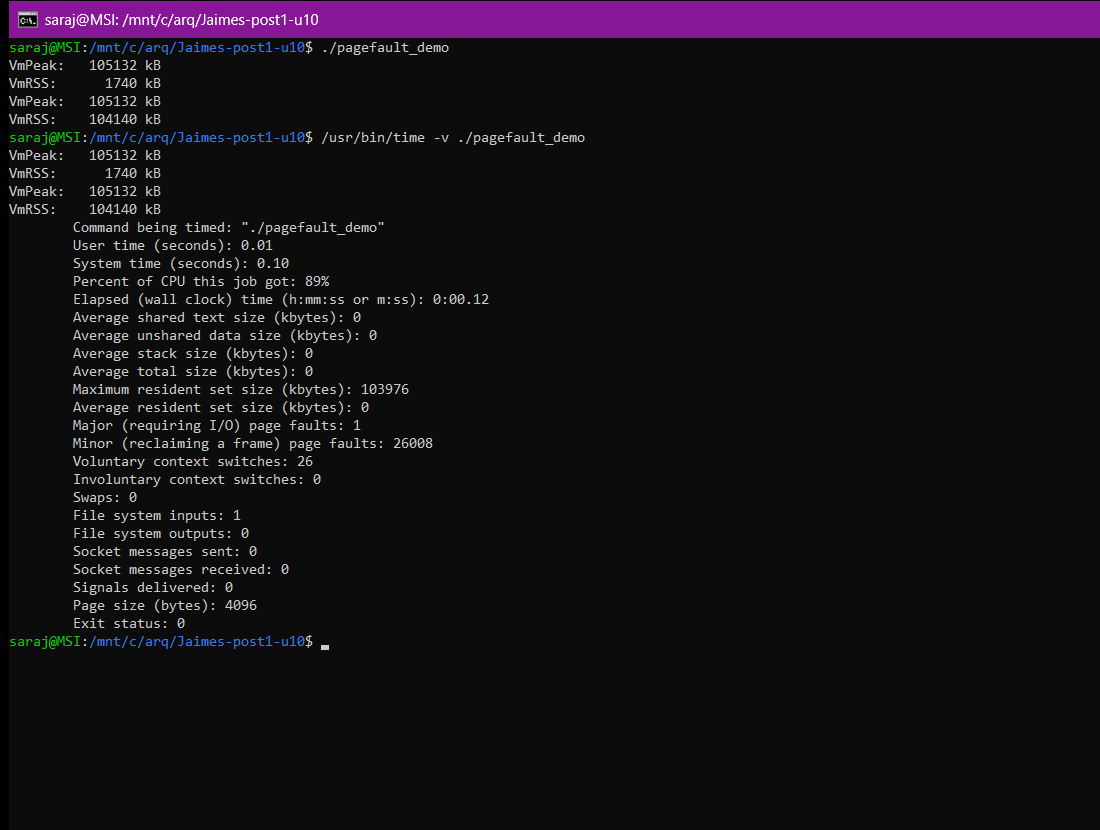 saraj@MSI: /mnt/c/arq/Jaimes-post1-u10
saraj@MSI:/mnt/c/arq/Jaimes-post1-u10$ ./pagefault_demo
VmPeak:   105132 kB
VmRSS:      1740 kB
VmPeak:   105132 kB
VmRSS:    104140 kB
saraj@MSI:/mnt/c/arq/Jaimes-post1-u10$ /usr/bin/time -v ./pagefault_demo
VmPeak:   105132 kB
VmRSS:      1740 kB
VmPeak:   105132 kB
VmRSS:    104140 kB
        Command being timed: "./pagefault_demo"
        User time (seconds): 0.01
        System time (seconds): 0.10
        Percent of CPU this job got: 89%
        Elapsed (wall clock) time (h:mm:ss or m:ss): 0:00.12
        Average shared text size (kbytes): 0
        Average unshared data size (kbytes): 0
        Average stack size (kbytes): 0
        Average total size (kbytes): 0
        Maximum resident set size (kbytes): 103976
        Average resident set size (kbytes): 0
        Major (requiring I/O) page faults: 1
        Minor (reclaiming a frame) page faults: 26008
        Voluntary context switches: 26
        Involuntary context switches: 0
        Swaps: 0
        File system inputs: 1
        File system outputs: 0
        Socket messages sent: 0
        Socket messages received: 0
        Signals delivered: 0
        Page size (bytes): 4096
        Exit status: 0
saraj@MSI:/mnt/c/arq/Jaimes-post1-u10$